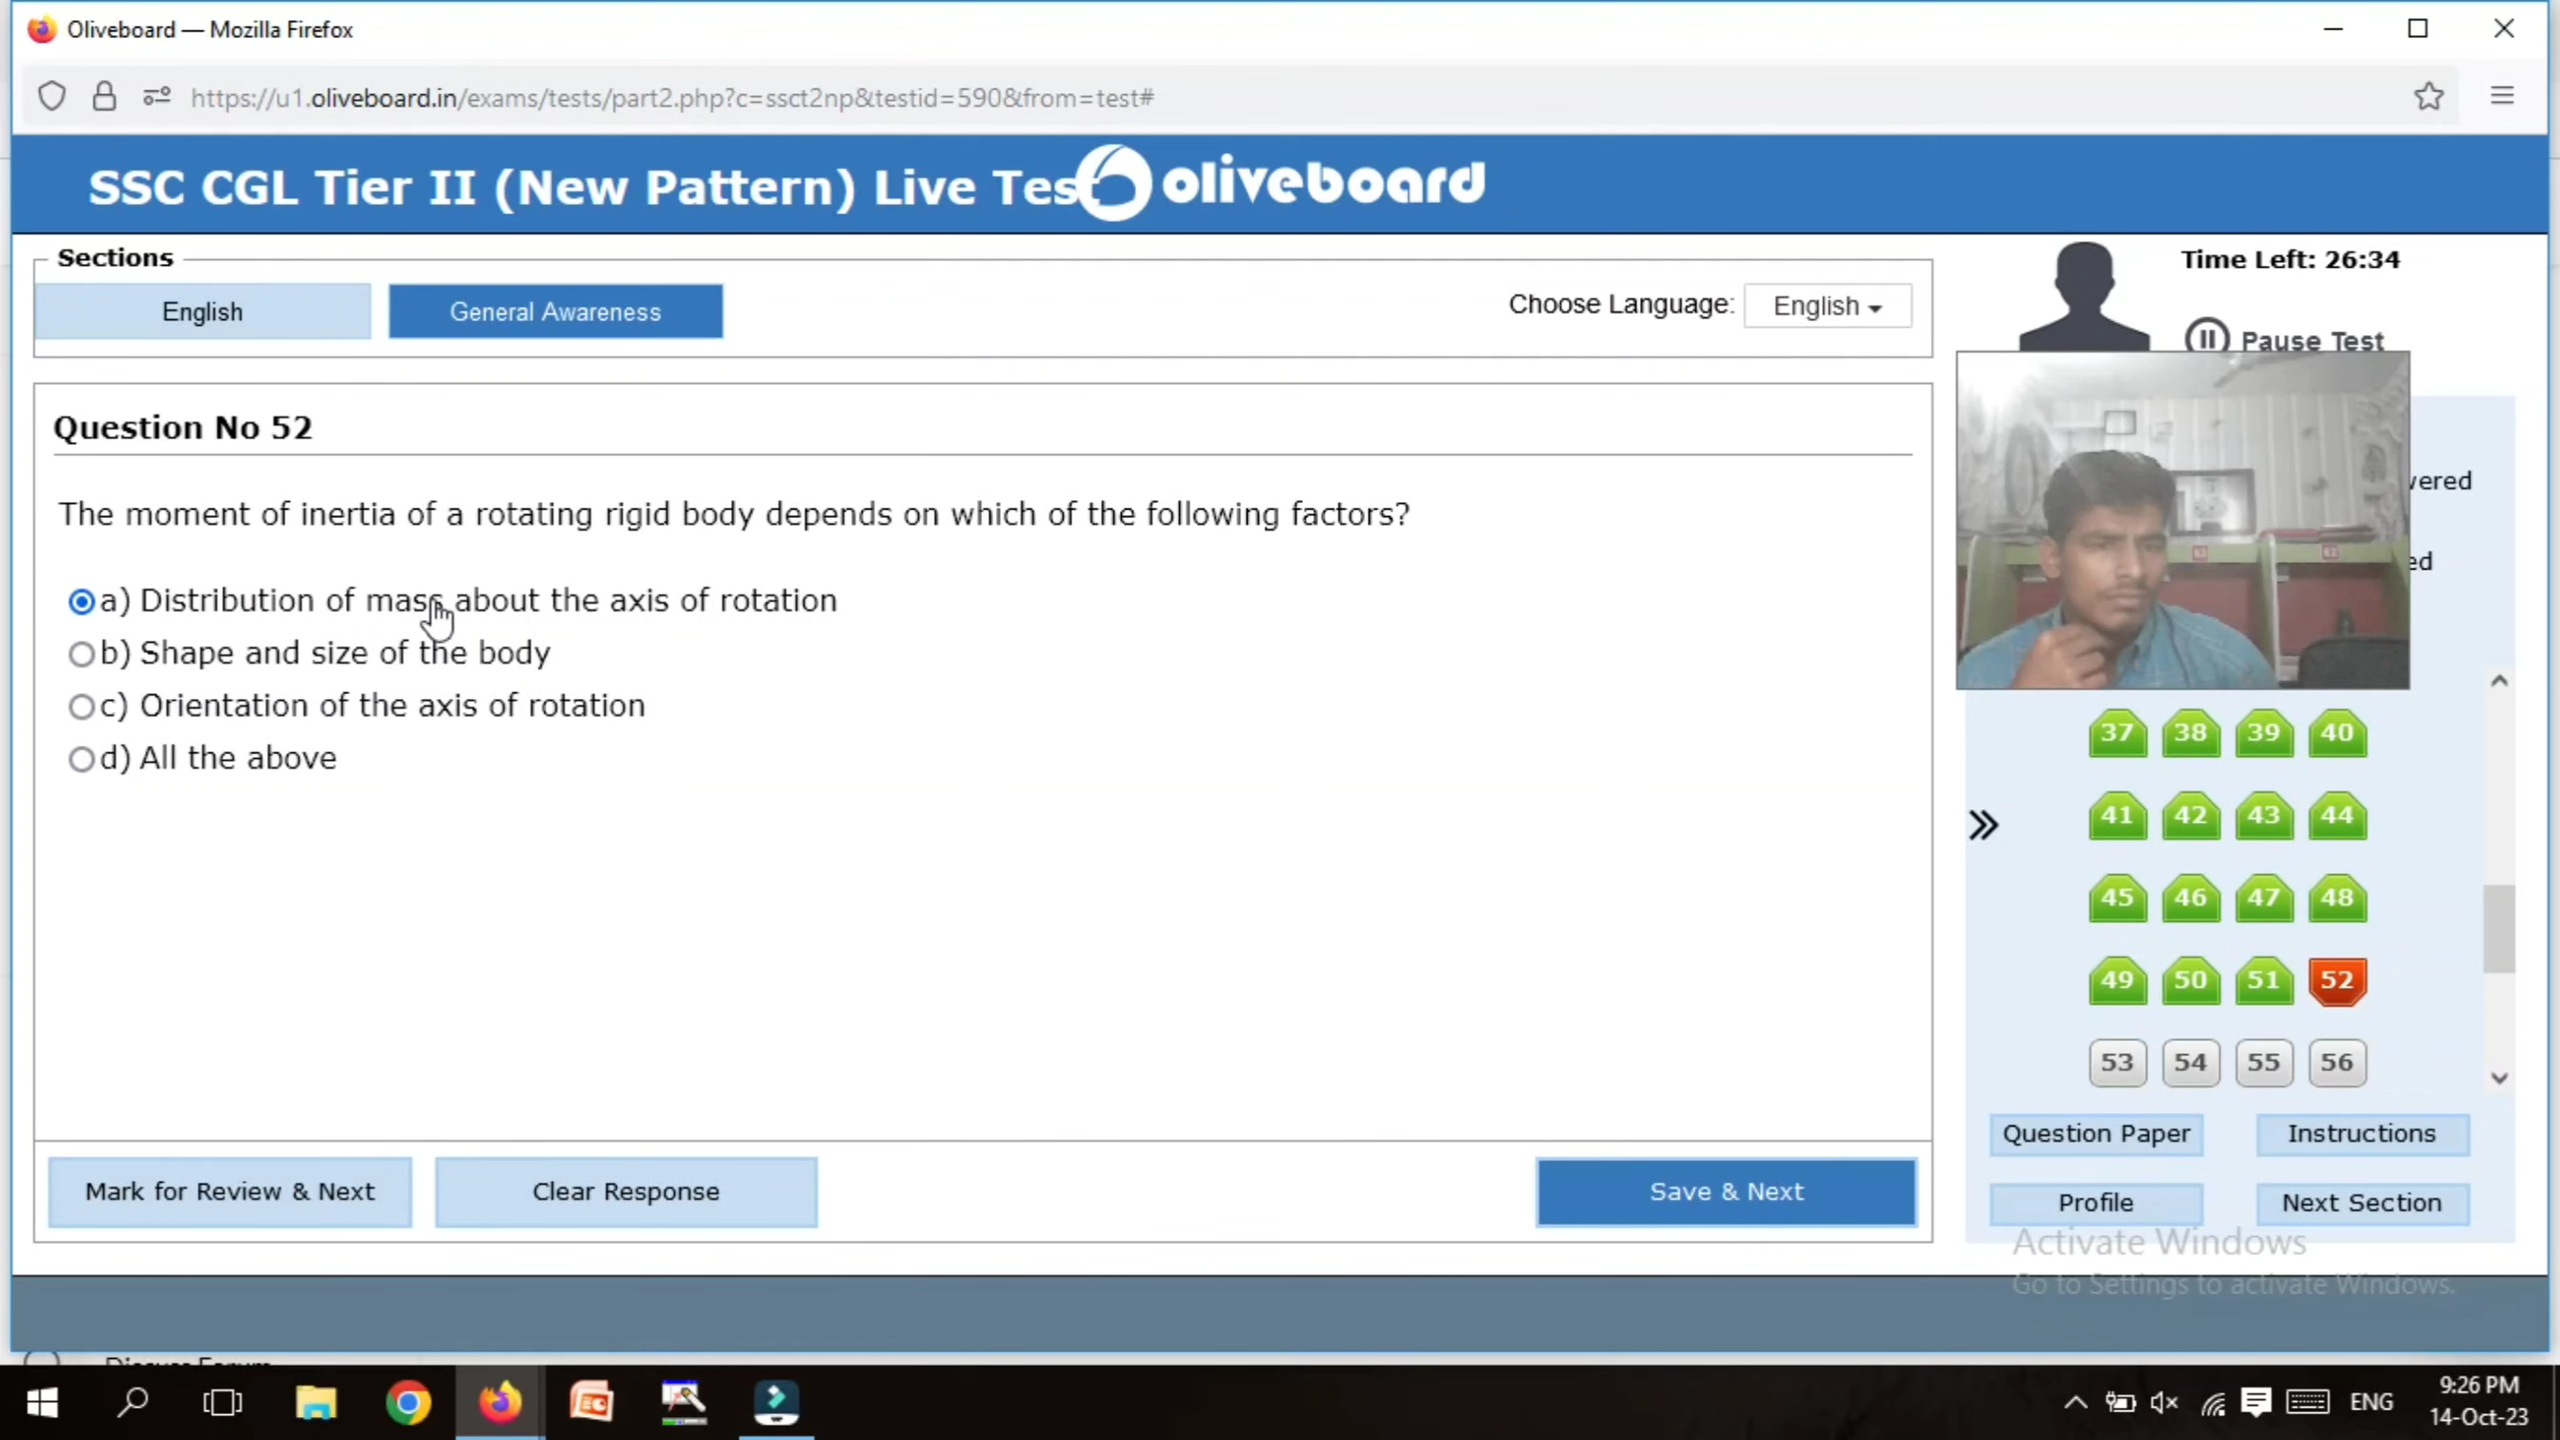 Oliveboard — Mozilla Firefox
https://u1.oliveboard.in/exams/tests/part2.php?c=ssct2np&testid=590&from=test#
SSC CGL Tier II (New Pattern) Live Tes
oliveboard
Sections
English
General Awareness
Choose Language:
English
Time Left: 26:34
Pause Test
Question No 52
The moment of inertia of a rotating rigid body depends on which of the following factors?
a) Distribution of mass about the axis of rotation
b) Shape and size of the body
c) Orientation of the axis of rotation
d) All the above
vered
ed
37 38 39 40
41 42 43 44
45 46 47 48
49 50 51 52
53 54 55 56
Mark for Review & Next
Clear Response
Save & Next
Question Paper
Instructions
Profile
Next Section
Activate Windows
Go to Settings to activate Windows.
Discuss Forum
ENG
9:26 PM
14-Oct-23